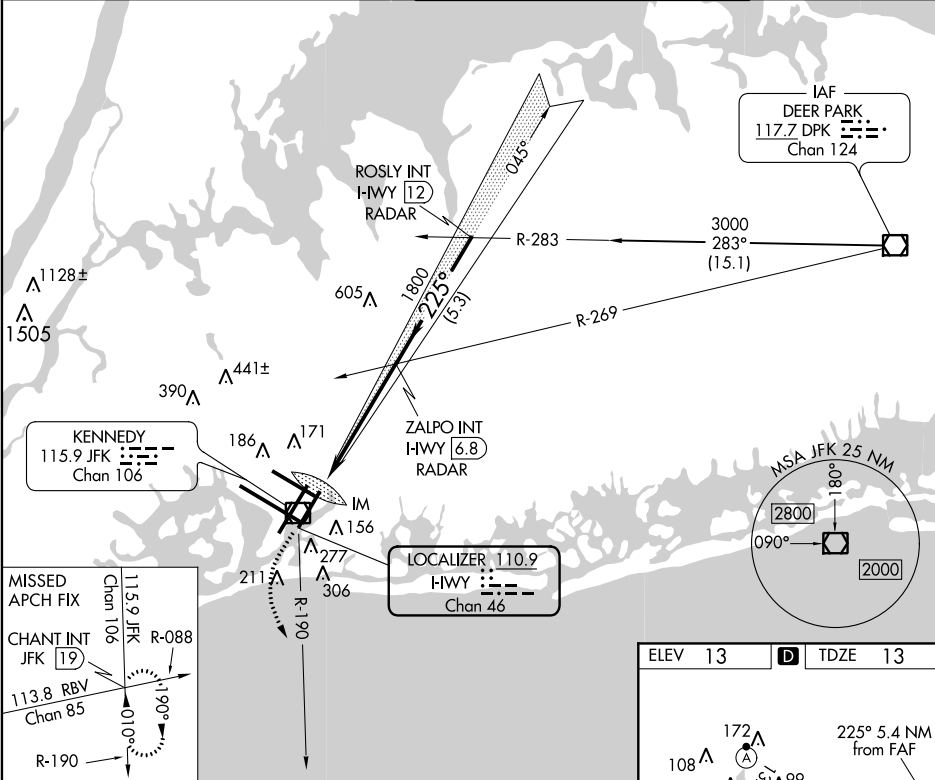 IAF
DEER PARK
117.7 DPK
Chan 124
ROSLY INT
I-IWY 12
RADAR
045°
R-283
3000
283°
(15.1)
1128±
1505
605
1800
225°
(5.3)
R-269
441±
390
ZALPO INT
I-IWY 6.8
RADAR
KENNEDY
115.9 JFK
Chan 106
186
171
IM
156
277
211
306
R-190
LOCALIZER 110.9
I-IWY
Chan 46
MSA JFK 25 NM
180°
2800
090°
2000
MISSED
APCH FIX
115.9 JFK
Chan 106
CHANT INT
JFK 19
R-088
113.8 RBV
Chan 85
190°
010°
R-190
ELEV 13
D
TDZE 13
172
A
108
225° 5.4 NM
from FAF